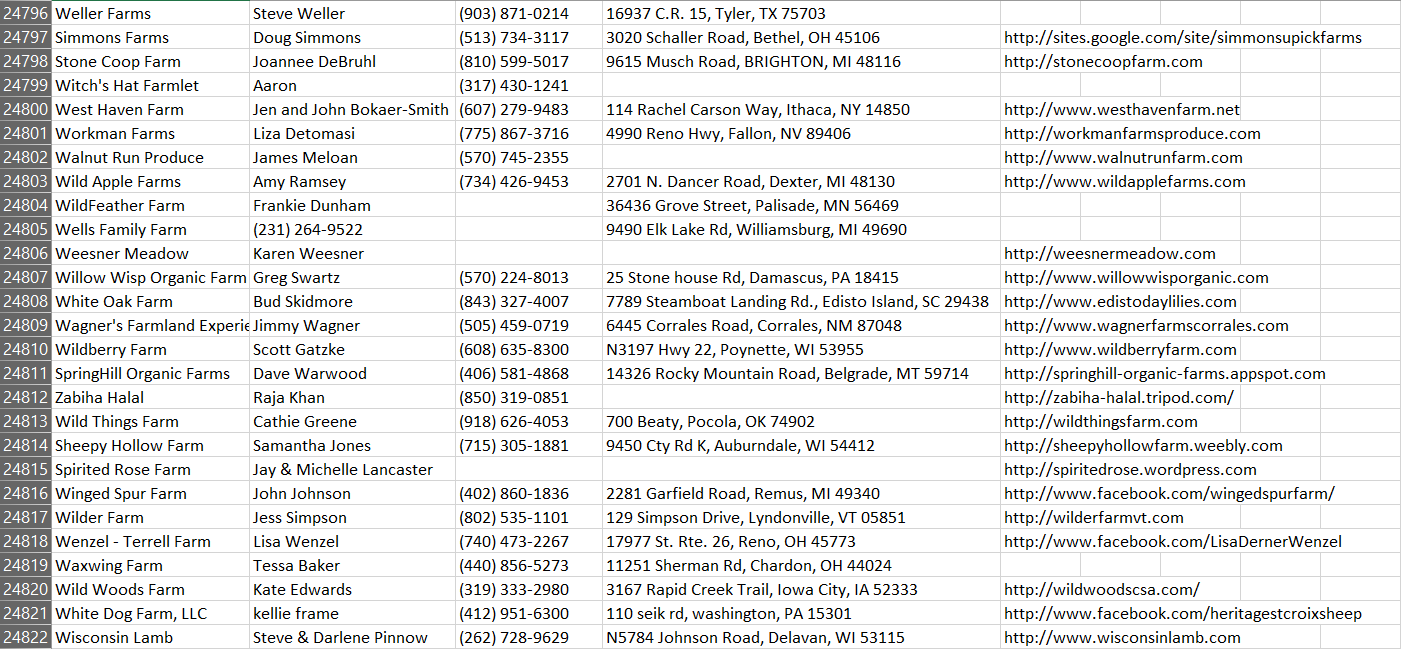 24796 Weller Farms Steve Weller (903) 871-0214 16937 C.R. 15, Tyler, TX 75703
24797 Simmons Farms Doug Simmons (513) 734-3117 3020 Schaller Road, Bethel, OH 45106 http://sites.google.com/site/simmonsupickfarms
24798 Stone Coop Farm Joannee DeBruhl (810) 599-5017 9615 Musch Road, BRIGHTON, MI 48116 http://stonecoopfarm.com
24799 Witch's Hat Farmlet Aaron (317) 430-1241
24800 West Haven Farm Jen and John Bokaer-Smith (607) 279-9483 114 Rachel Carson Way, Ithaca, NY 14850 http://www.westhavenfarm.net
24801 Workman Farms Liza Detomasi (775) 867-3716 4990 Reno Hwy, Fallon, NV 89406 http://workmanfarmsproduce.com
24802 Walnut Run Produce James Meloan (570) 745-2355 http://www.walnutrunfarm.com
24803 Wild Apple Farms Amy Ramsey (734) 426-9453 2701 N. Dancer Road, Dexter, MI 48130 http://www.wildapplefarms.com
24804 WildFeather Farm Frankie Dunham 36436 Grove Street, Palisade, MN 56469
24805 Wells Family Farm (231) 264-9522 9490 Elk Lake Rd, Williamsburg, MI 49690
24806 Weesner Meadow Karen Weesner http://weesnermeadow.com
24807 Willow Wisp Organic Farm Greg Swartz (570) 224-8013 25 Stone house Rd, Damascus, PA 18415 http://www.willowwisporganic.com
24808 White Oak Farm Bud Skidmore (843) 327-4007 7789 Steamboat Landing Rd., Edisto Island, SC 29438 http://www.edistodaylilies.com
24809 Wagner's Farmland Experie Jimmy Wagner (505) 459-0719 6445 Corrales Road, Corrales, NM 87048 http://www.wagnerfarmscorrales.com
24810 Wildberry Farm Scott Gatzke (608) 635-8300 N3197 Hwy 22, Poynette, WI 53955 http://www.wildberryfarm.com
24811 SpringHill Organic Farms Dave Warwood (406) 581-4868 14326 Rocky Mountain Road, Belgrade, MT 59714 http://springhill-organic-farms.appspot.com
24812 Zabiha Halal Raja Khan (850) 319-0851 http://zabiha-halal.tripod.com/
24813 Wild Things Farm Cathie Greene (918) 626-4053 700 Beaty, Pocola, OK 74902 http://wildthingsfarm.com
24814 Sheepy Hollow Farm Samantha Jones (715) 305-1881 9450 Cty Rd K, Auburndale, WI 54412 http://sheepyhollowfarm.weebly.com
24815 Spirited Rose Farm Jay & Michelle Lancaster http://spiritedrose.wordpress.com
24816 Winged Spur Farm John Johnson (402) 860-1836 2281 Garfield Road, Remus, MI 49340 http://www.facebook.com/wingedspurfarm/
24817 Wilder Farm Jess Simpson (802) 535-1101 129 Simpson Drive, Lyndonville, VT 05851 http://wilderfarmvt.com
24818 Wenzel - Terrell Farm Lisa Wenzel (740) 473-2267 17977 St. Rte. 26, Reno, OH 45773 http://www.facebook.com/LisaDernerWenzel
24819 Waxwing Farm Tessa Baker (440) 856-5273 11251 Sherman Rd, Chardon, OH 44024
24820 Wild Woods Farm Kate Edwards (319) 333-2980 3167 Rapid Creek Trail, Iowa City, IA 52333 http://wildwoodscsa.com/
24821 White Dog Farm, LLC kellie frame (412) 951-6300 110 seik rd, washington, PA 15301 http://www.facebook.com/heritagestcroixsheep
24822 Wisconsin Lamb Steve & Darlene Pinnow (262) 728-9629 N5784 Johnson Road, Delavan, WI 53115 http://www.wisconsinlamb.com